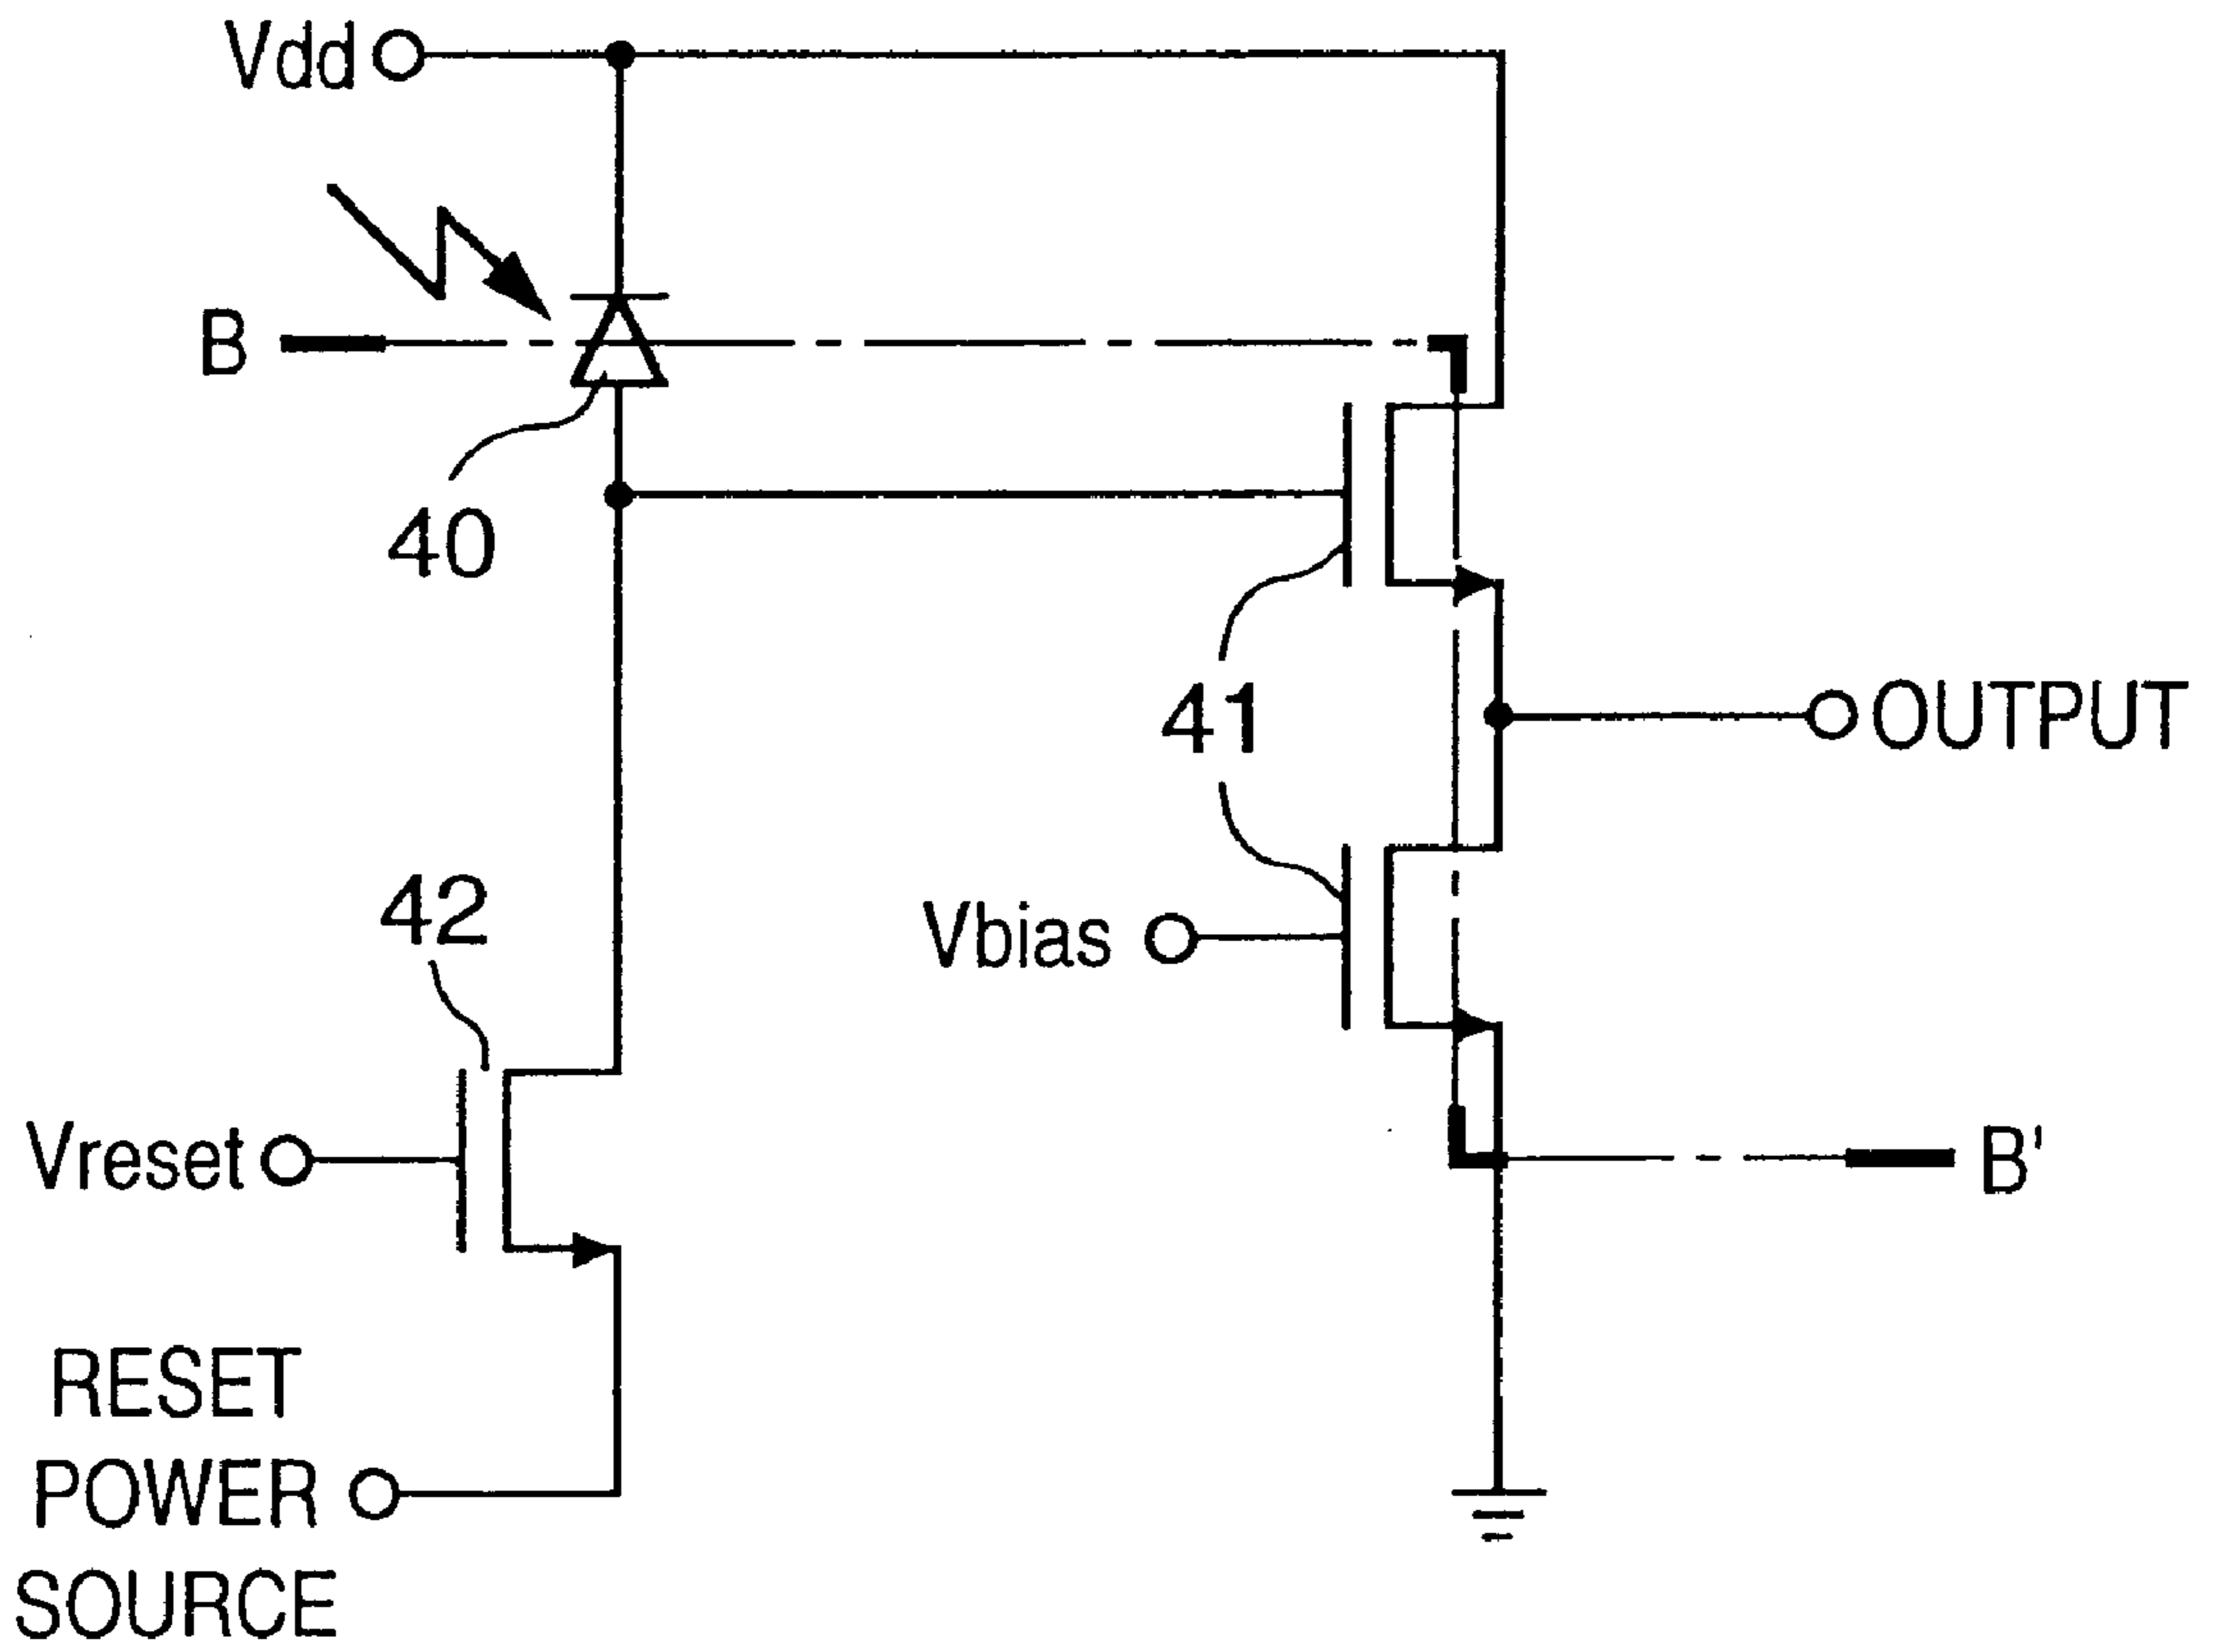 Vdd
B
40
41
OUTPUT
42
Vbias
Vreset
B'
RESET
POWER
SOURCE